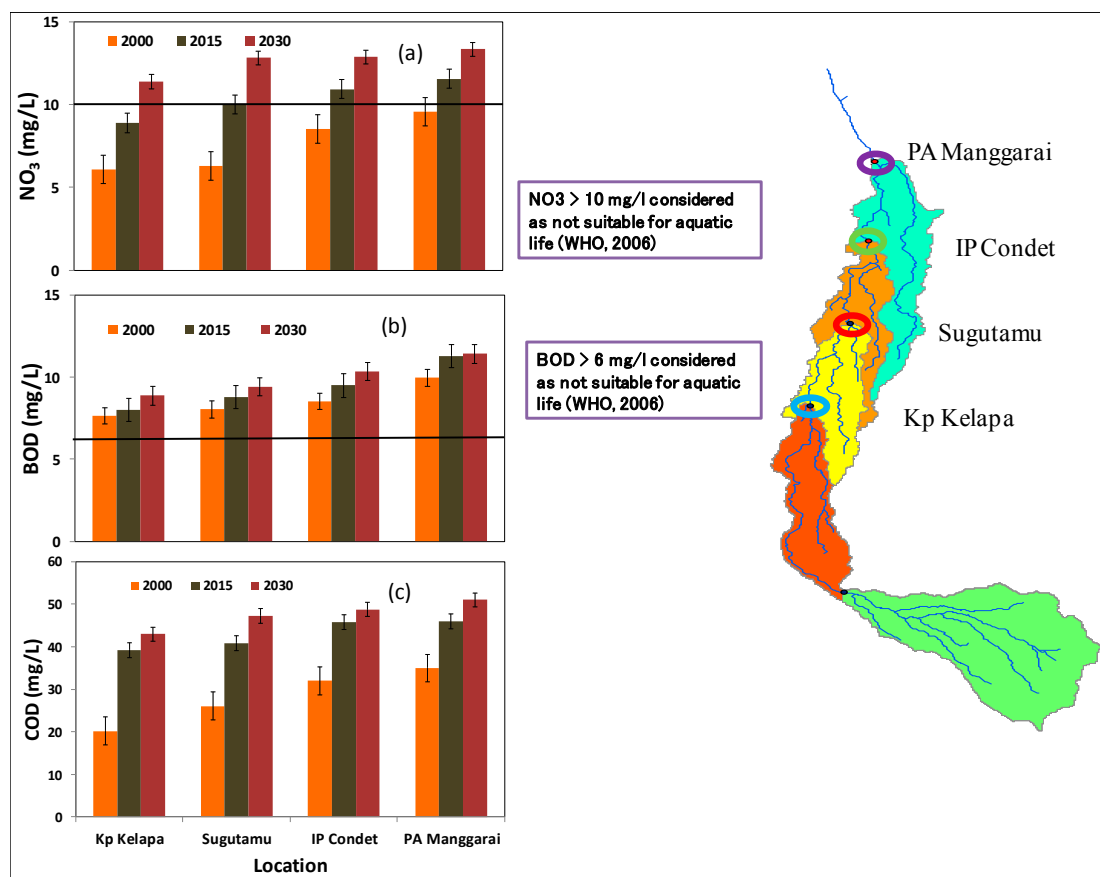 15
10
5
0
NO3 (mg/L)
2000 2015 2030
(a)
15
10
5
0
BOD (mg/L)
2000 2015 2030
(b)
60
50
40
30
20
10
0
COD (mg/L)
2000 2015 2030
(c)
Kp Kelapa Sugutamu IP Condet PA Manggarai
Location
NO3 > 10 mg/l considered
as not suitable for aquatic
life (WHO, 2006)
BOD > 6 mg/l considered
as not suitable for aquatic
life (WHO, 2006)
PA Manggarai
IP Condet
Sugutamu
Kp Kelapa